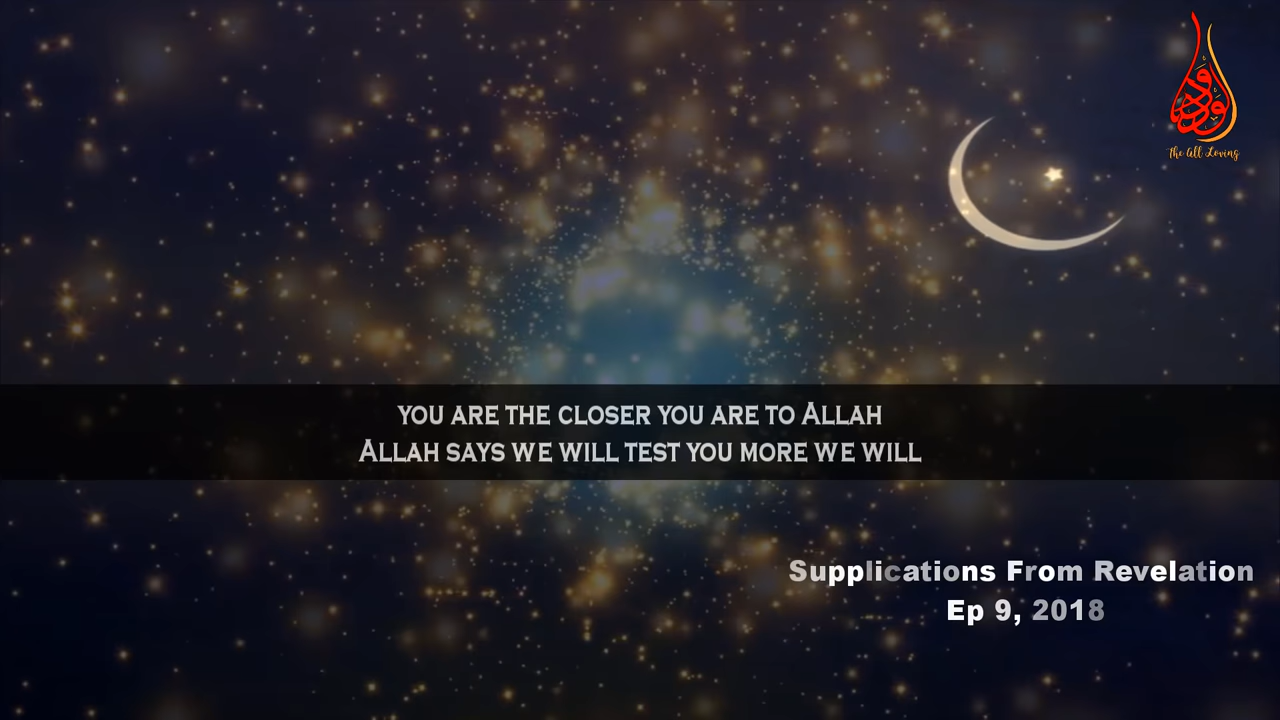 الودود
The All Loving
YOU ARE THE CLOSER YOU ARE TO ALLAH
ALLAH SAYS WE WILL TEST YOU MORE WE WILL
Supplications From Revelation
Ep 9, 2018